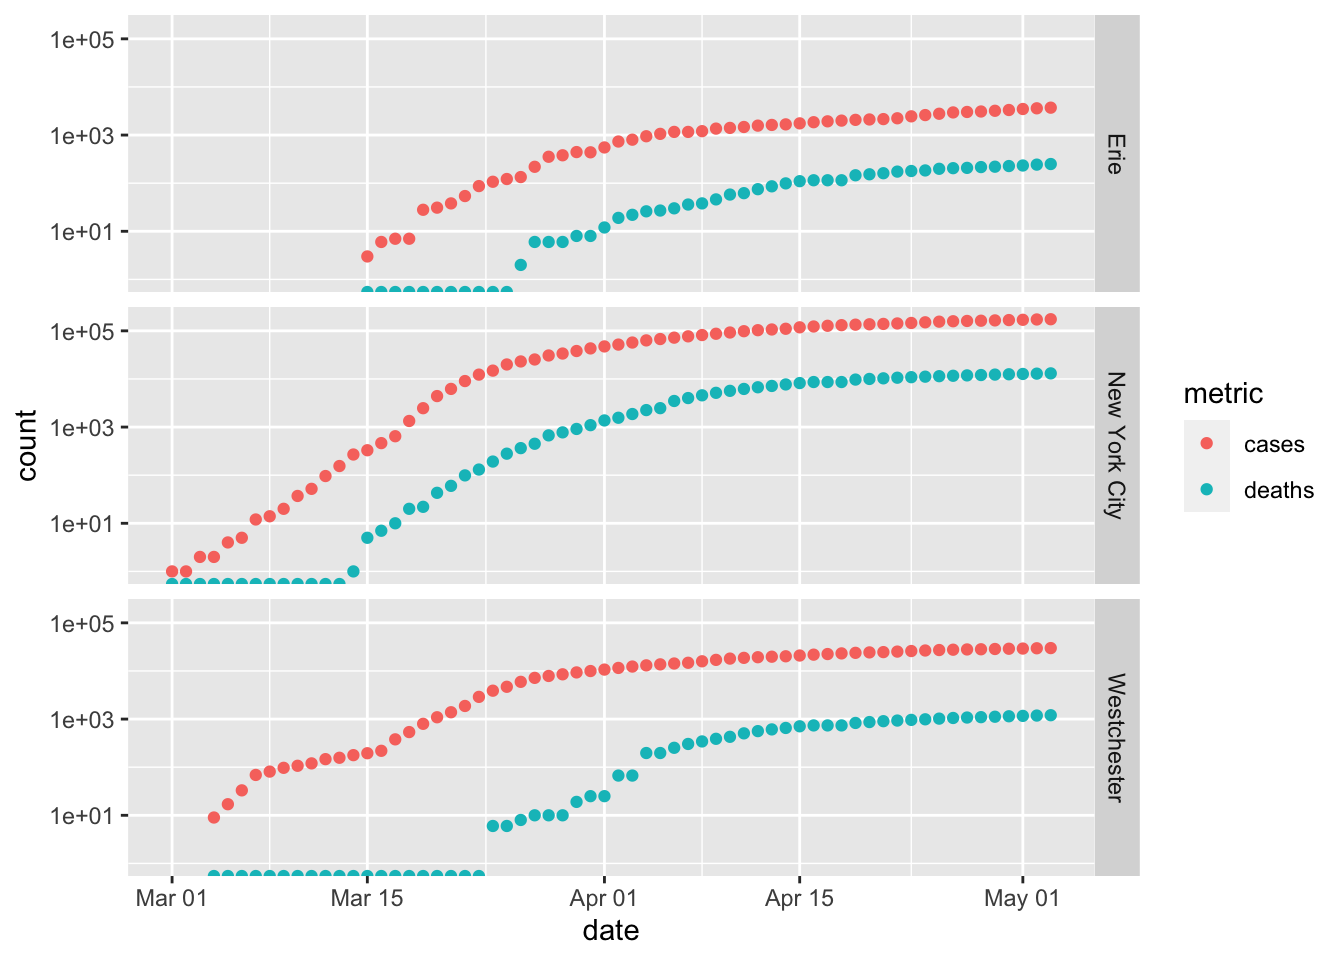 1e+05
1e+03
1e+01
Erie
1e+05
1e+03
1e+01
New York City
1e+05
1e+03
1e+01
Westchester
Mar 01
Mar 15
Apr 01
Apr 15
May 01
date
count
metric
cases
deaths